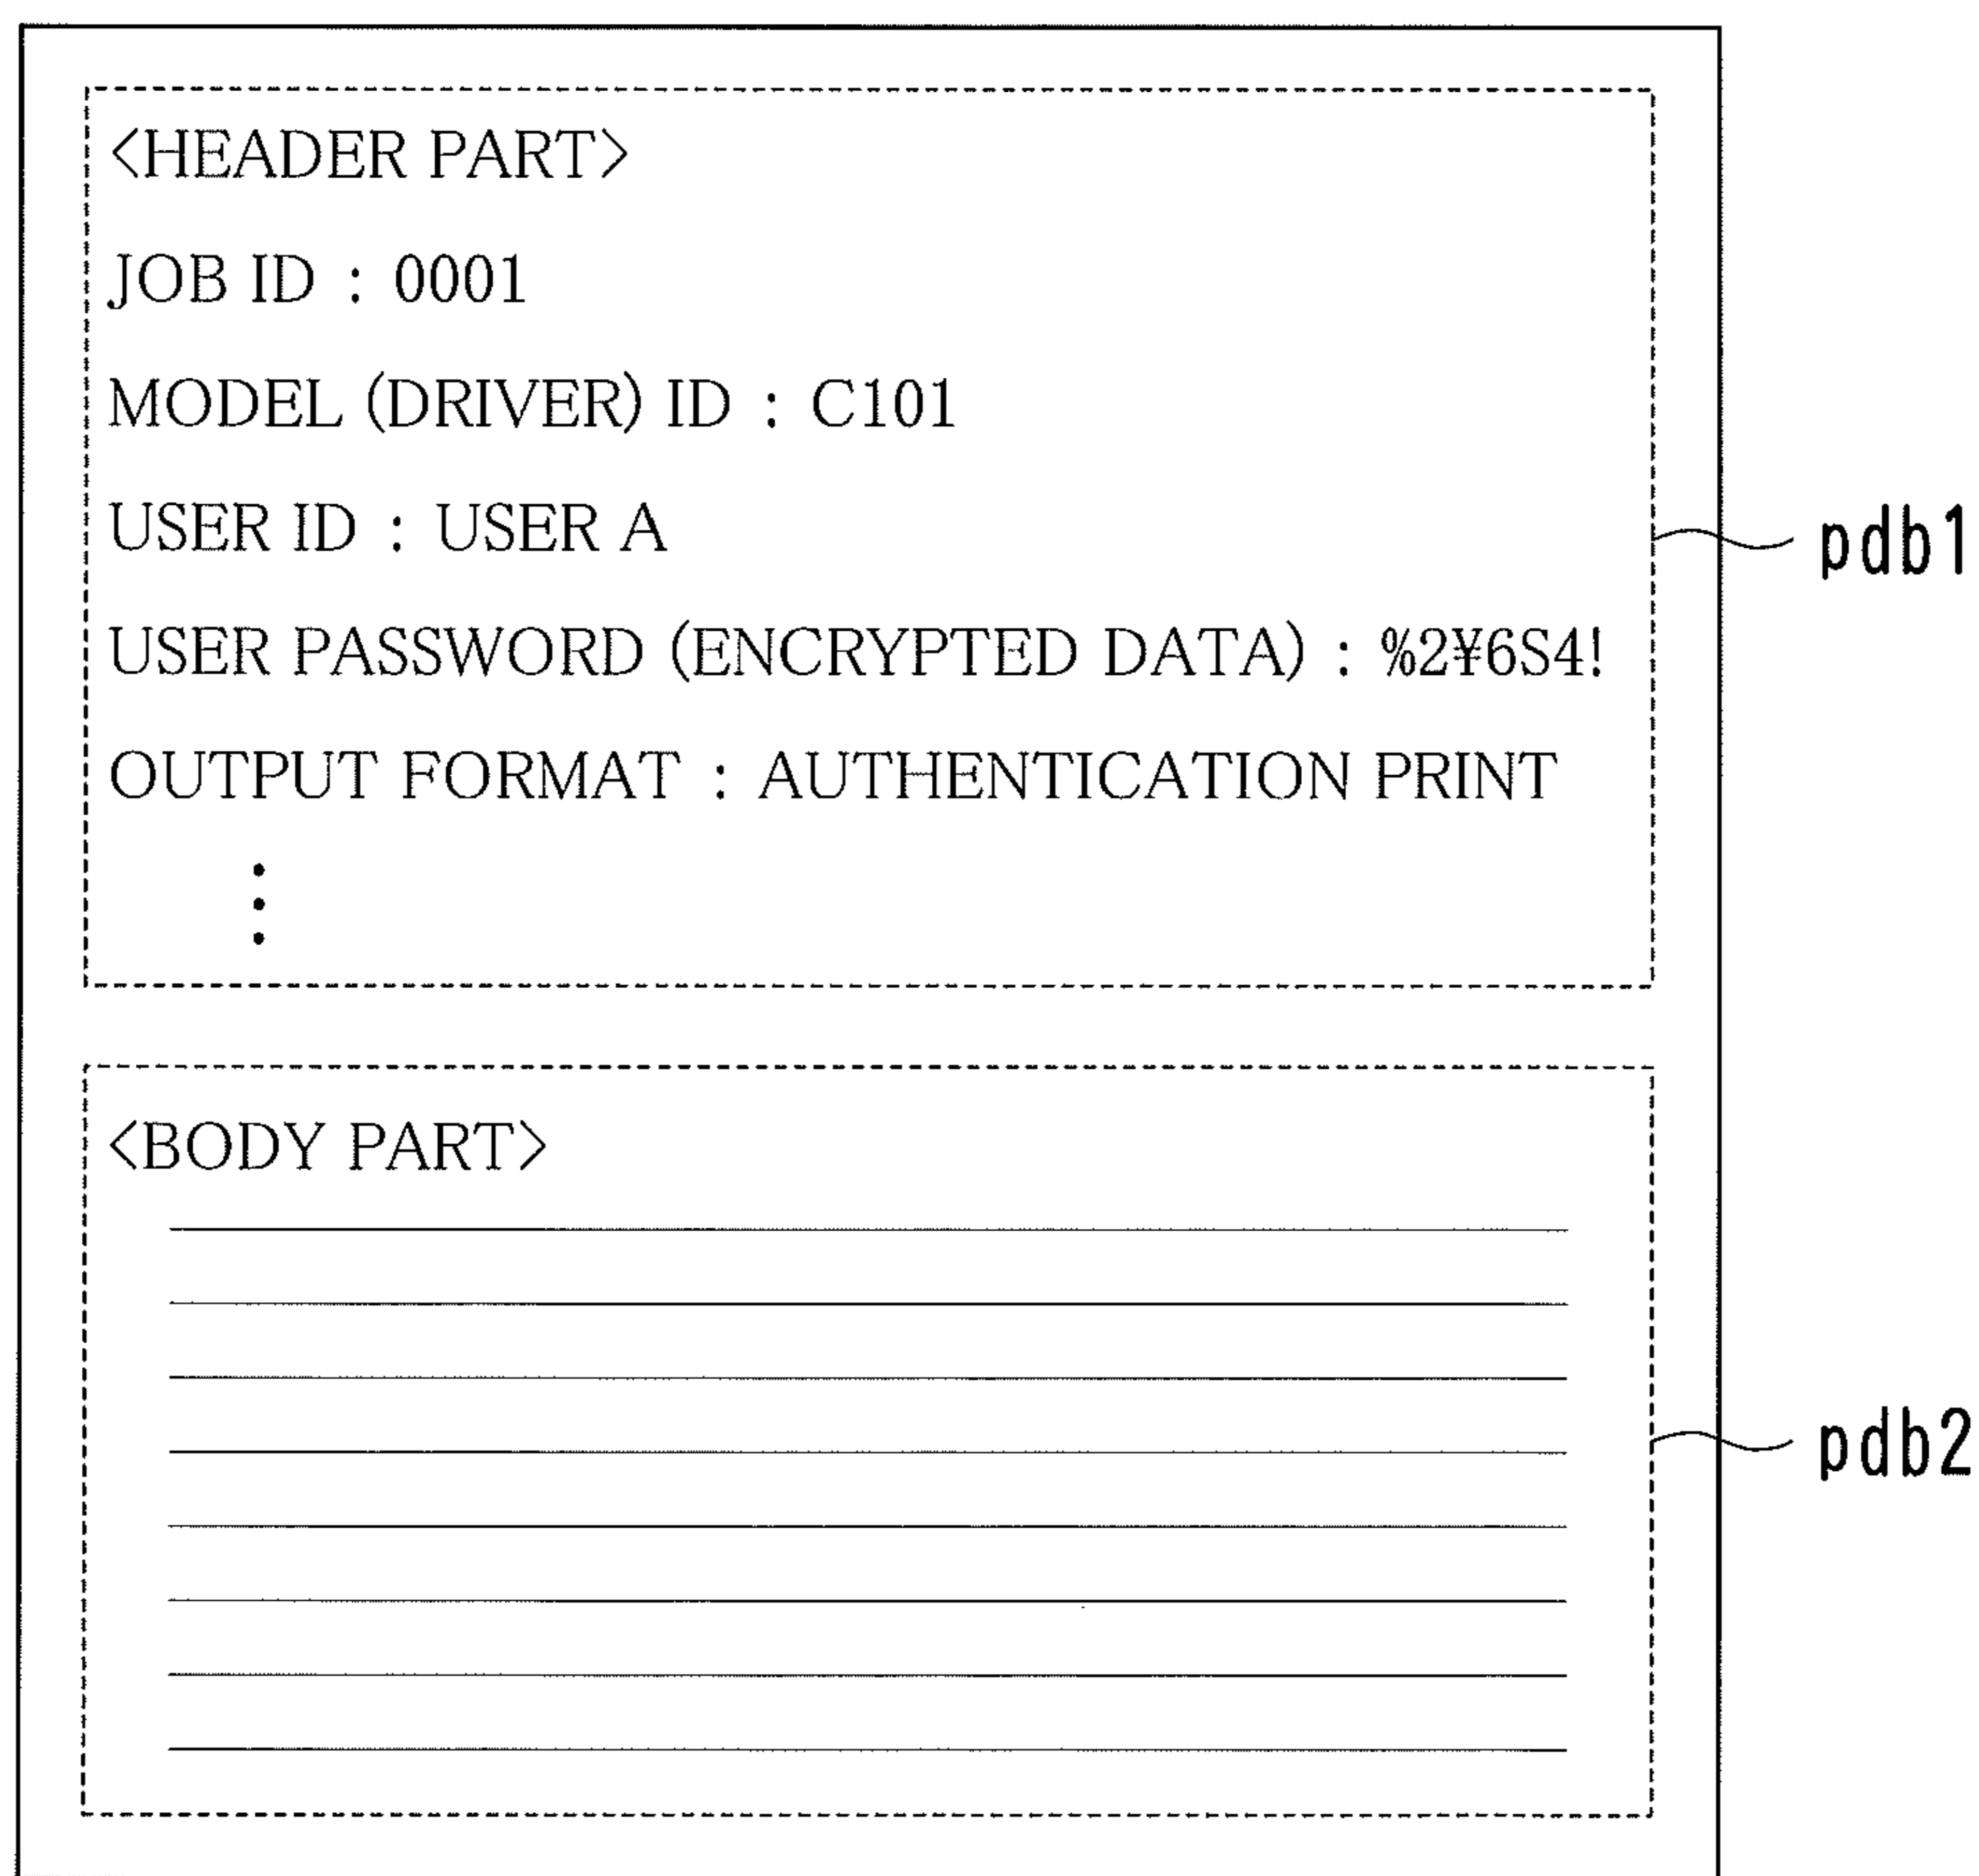 <HEADER PART>
JOB ID : 0001
MODEL (DRIVER) ID : C101
USER ID : USER A
pdb1
USER PASSWORD (ENCRYPTED DATA) : %2¥6S4!
OUTPUT FORMAT : AUTHENTICATION PRINT
<BODY PART>
pdb2